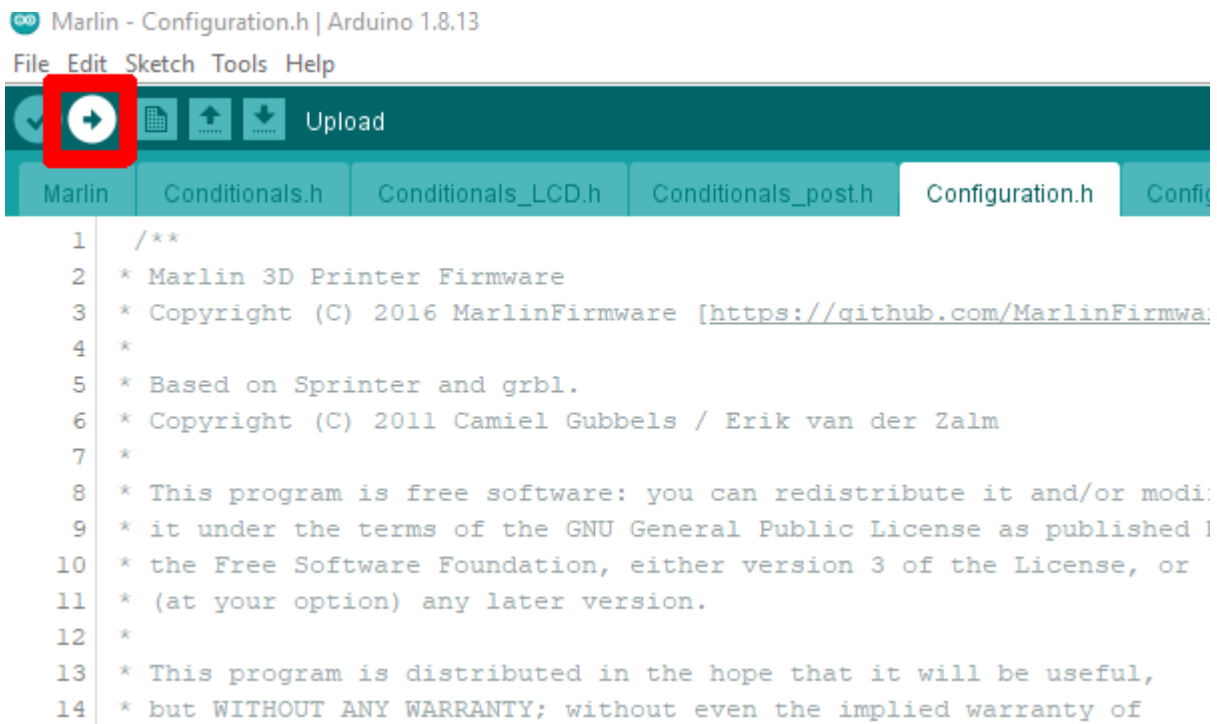 Marlin - Configuration.h | Arduino 1.8.13
File Edit Sketch Tools Help
Upload
Marlin Conditionals.h Conditionals_LCD.h Conditionals_post.h Configuration.h Config
1 /**
2 * Marlin 3D Printer Firmware
3 * Copyright (C) 2016 MarlinFirmware [https://github.com/MarlinFirmwar
4 *
5 * Based on Sprinter and grbl.
6 * Copyright (C) 2011 Camiel Gubbels / Erik van der Zalm
7 *
8 * This program is free software: you can redistribute it and/or modi
9 * it under the terms of the GNU General Public License as published
10 * the Free Software Foundation, either version 3 of the License, or
11 * (at your option) any later version.
12 *
13 * This program is distributed in the hope that it will be useful,
14 * but WITHOUT ANY WARRANTY; without even the implied warranty of